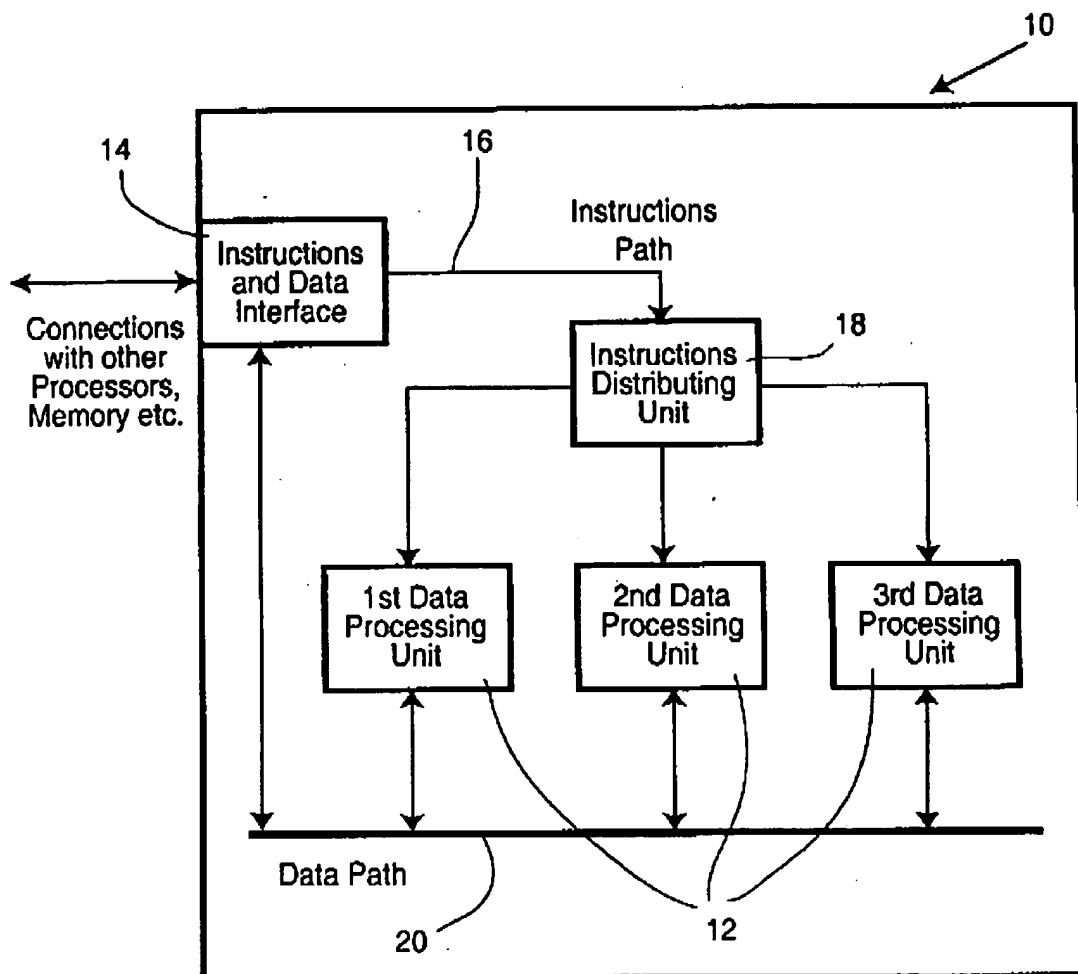 10
14
16
Instructions
Path
Instructions
and Data
Interface
18
Connections
with other
Processors,
Memory etc.
Instructions
Distributing
Unit
1st Data
Processing
Unit
2nd Data
Processing
Unit
3rd Data
Processing
Unit
Data Path
20
12